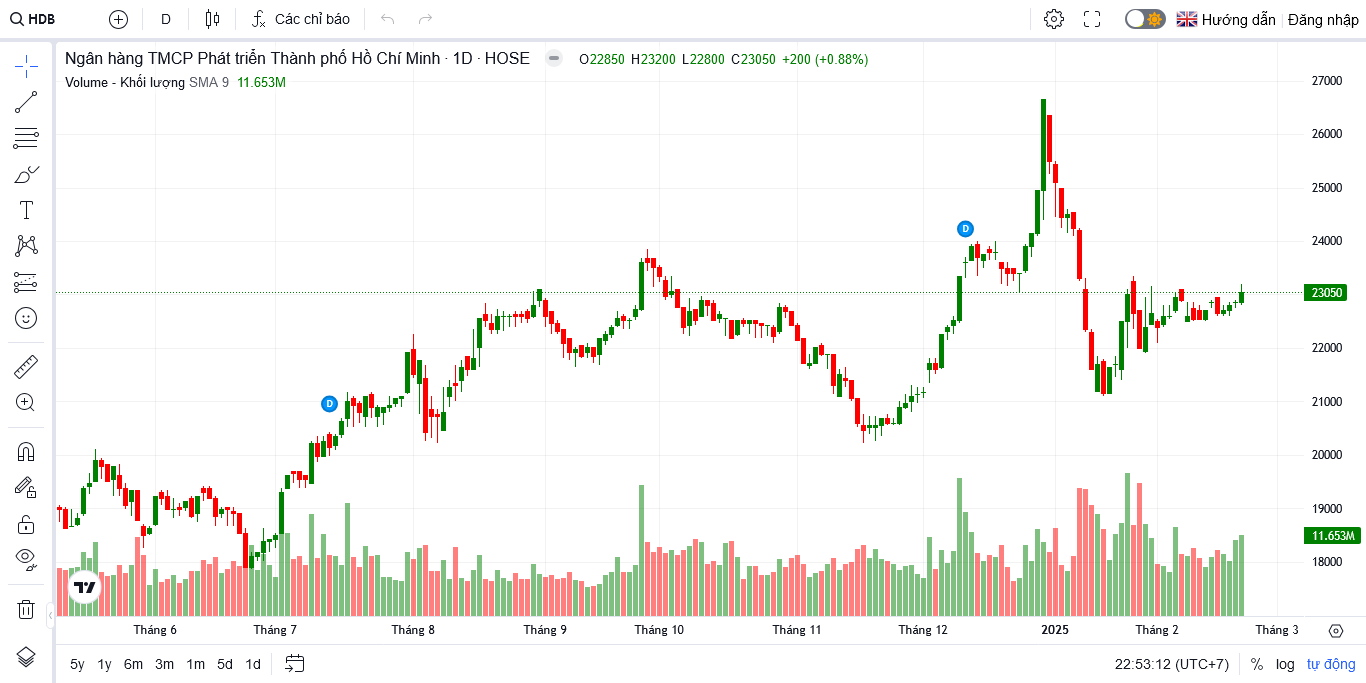 HDB D Các chỉ báo Hướng dẫn Đăng nhập
Ngân hàng TMCP Phát triển Thành phố Hồ Chí Minh · 1D · HOSE O22850 H23200 L22800 C23050 +200 (+0.88%)
Volume - Khối lượng SMA 9 11.653M
27000
26000
25000
24000
23050
22000
21000
20000
19000
11.653M
18000
D
D
Tháng 6 Tháng 7 Tháng 8 Tháng 9 Tháng 10 Tháng 11 Tháng 12 2025 Tháng 2 Tháng 3
5y 1y 6m 3m 1m 5d 1d 22:53:12 (UTC+7) % log tự động